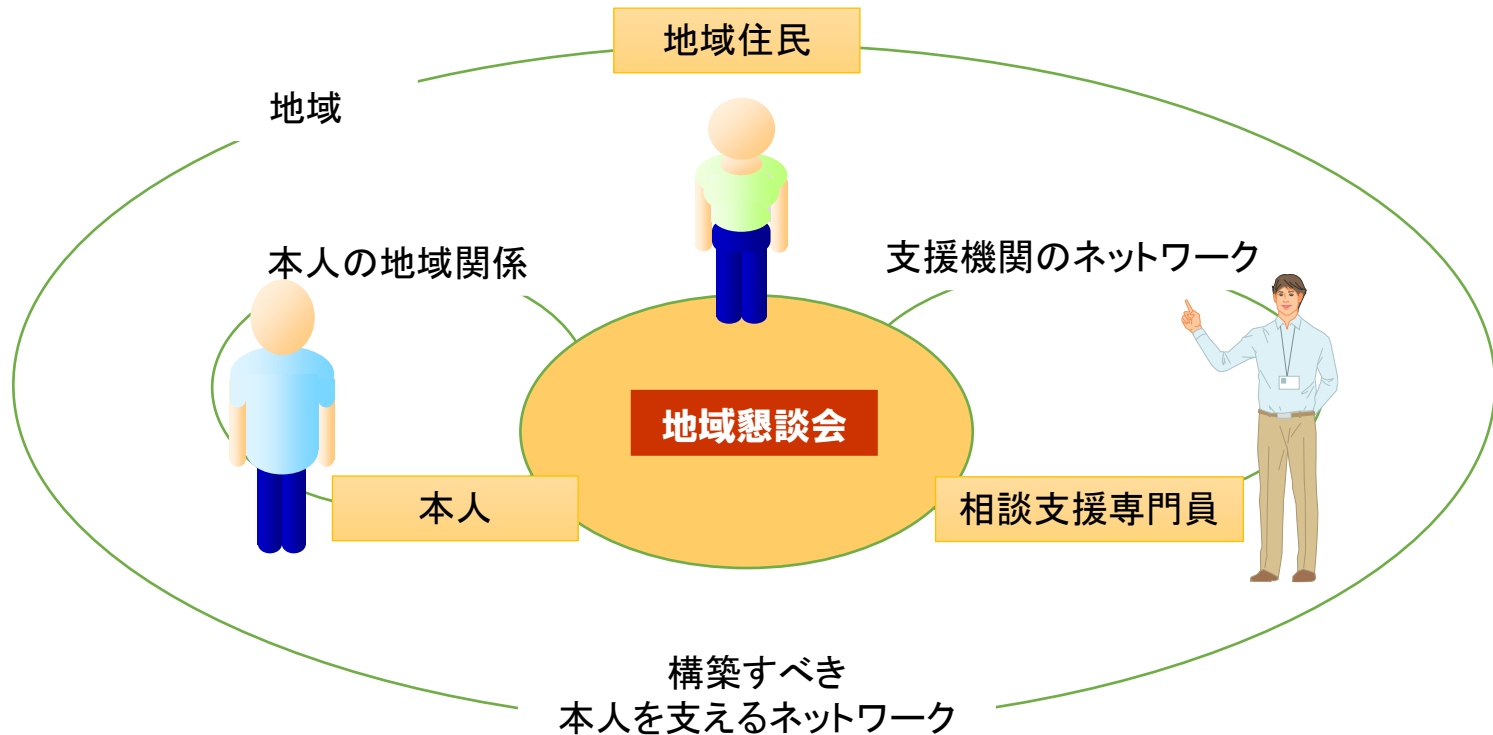 地域住民
地域
本人の地域関係
支援機関のネットワーク
地域懇談会
本人
相談支援専門員
構築すべき
本人を支えるネットワーク